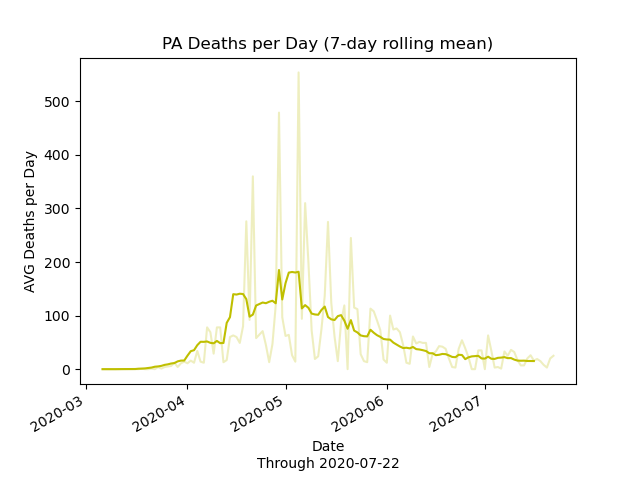 PA Deaths per Day (7-day rolling mean)
AVG Deaths per Day
500
400
300
200
100
0
2020-03
2020-04
2020-05
2020-06
2020-07
Date
Through 2020-07-22